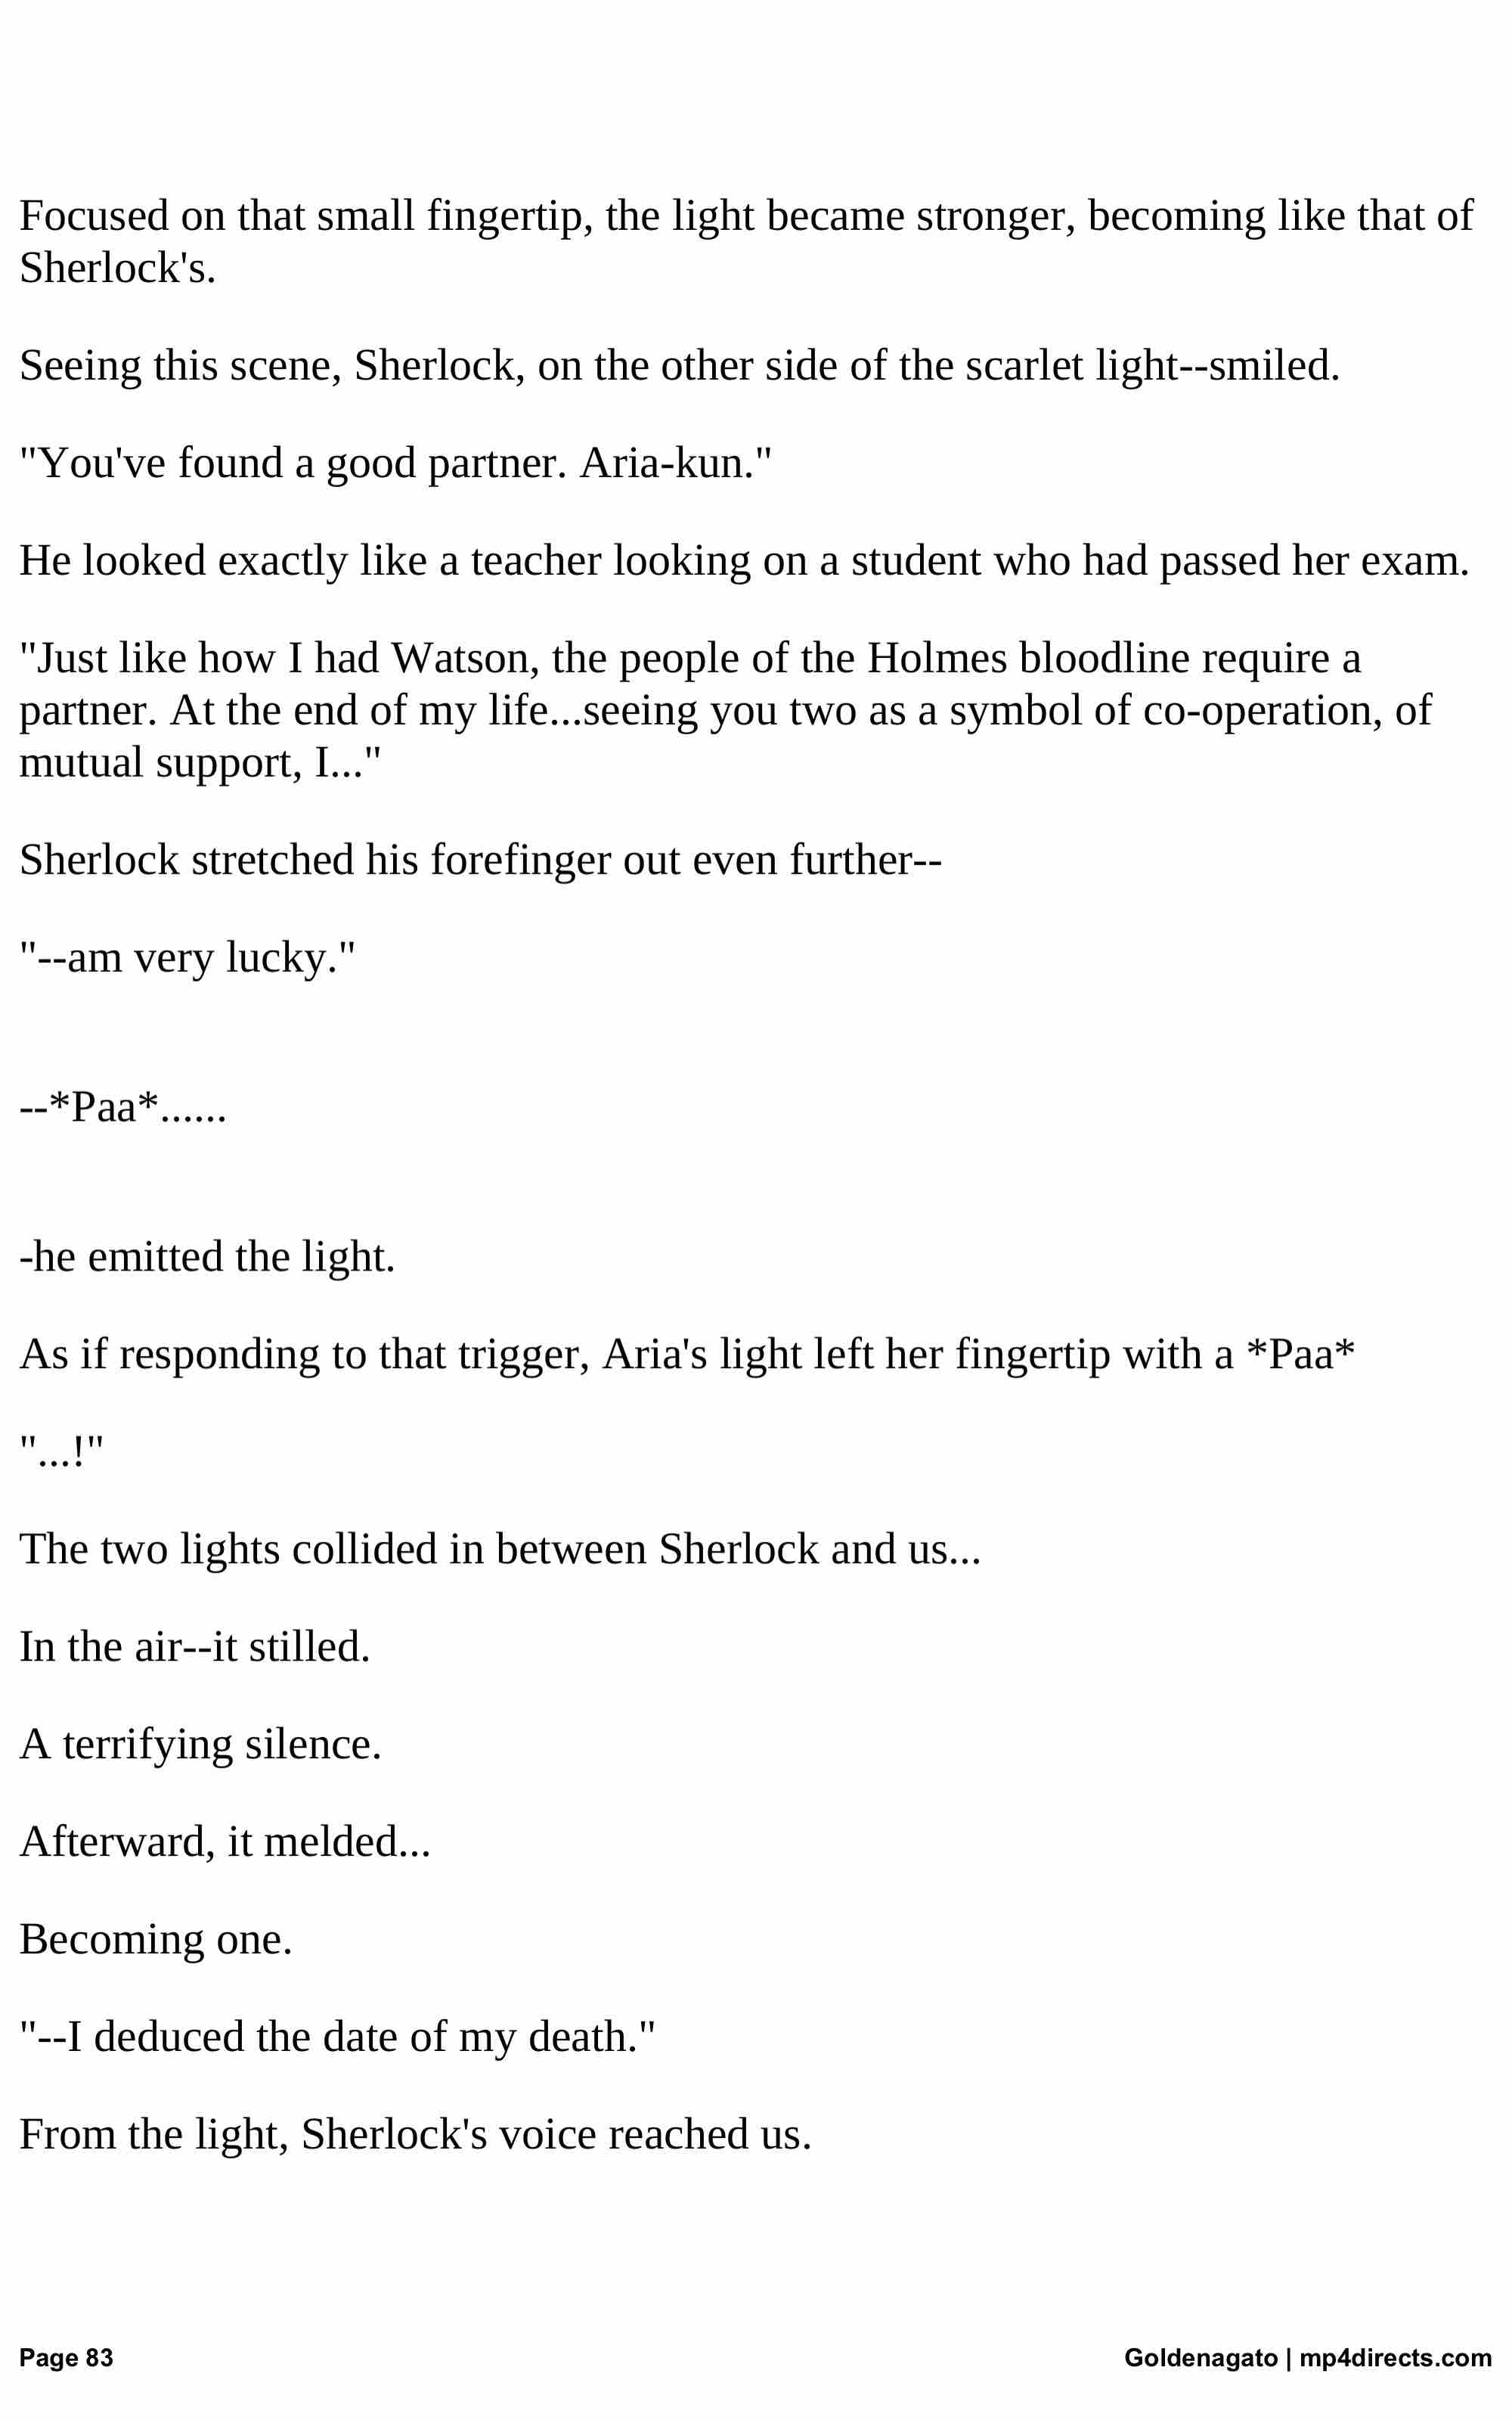 Focused on that small fingertip, the light became stronger, becoming like that of
Sherlock's.
Seeing this scene, Sherlock, on the other side of the scarlet light--smiled.
"You've found a good partner. Aria-kun."
He looked exactly like a teacher looking on a student who had passed her exam.
"Just like how I had Watson, the people of the Holmes bloodline require a
partner. At the end of my life...seeing you two as a symbol of co-operation, of
mutual support, I..."
Sherlock stretched his forefinger out even further--
"--am very lucky."
--*Paa*......
-he emitted the light.
As if responding to that trigger, Aria's light left her fingertip with a *Paa*
"...!"
The two lights collided in between Sherlock and us...
In the air--it stilled.
A terrifying silence.
Afterward, it melded...
Becoming one.
"--I deduced the date of my death."
From the light, Sherlock's voice reached us.
Page 83
Goldenagato | mp4directs.com